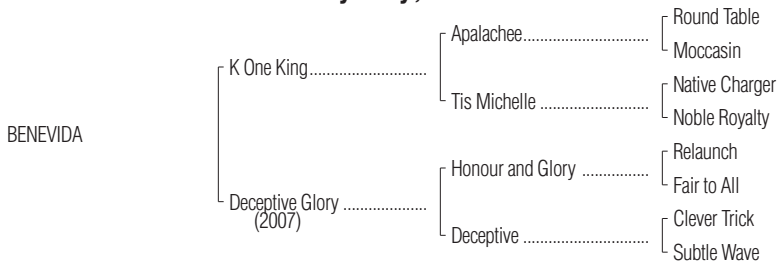 Apalachee
Round Table
Moccasin
K One King
Tis Michelle
Native Charger
Noble Royalty
BENEVIDA
Honour and Glory
Relaunch
Fair to All
Deceptive Glory
(2007)
Deceptive
Clever Trick
Subtle Wave